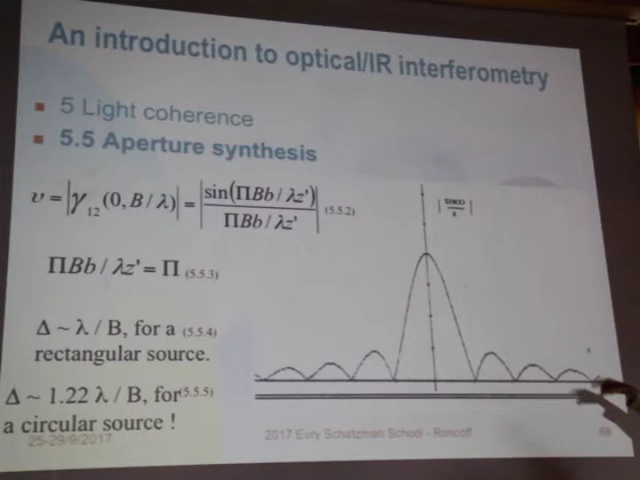 An introduction to optical/IR interferometry
5 Light coherence
5.5 Aperture synthesis
υ = |γ₁₂(0, B/λ)| = |sin(ΠBb/λz')/ΠBb/λz'| (5.5.2)
ΠBb/λz' = Π (5.5.3)
Δ ~ λ / B, for a (5.5.4)
rectangular source.
Δ ~ 1.22 λ / B, for (5.5.5)
a circular source !
25-29/9/2017
2017 Evry Schatzman School - Roscoff